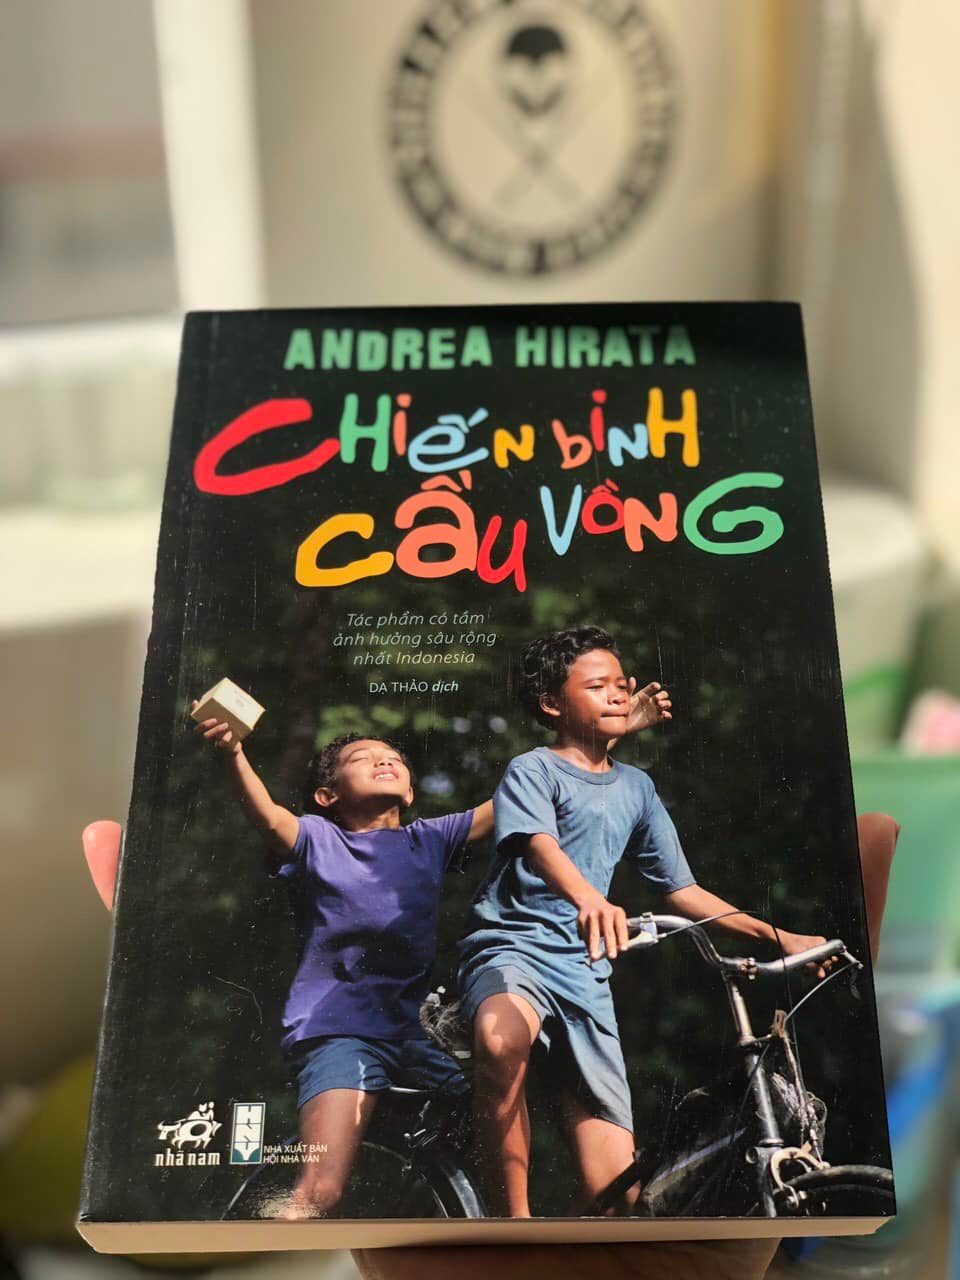 ANDREA HIRATA
CHiếN biNH
Cầu VồNG
Tác phẩm có tầm
ảnh hưởng sâu rộng
nhất Indonesia
DẠ THẢO dịch
nhã nam
HNV
NHÀ XUẤT BẢN
HỘI NHÀ VĂN